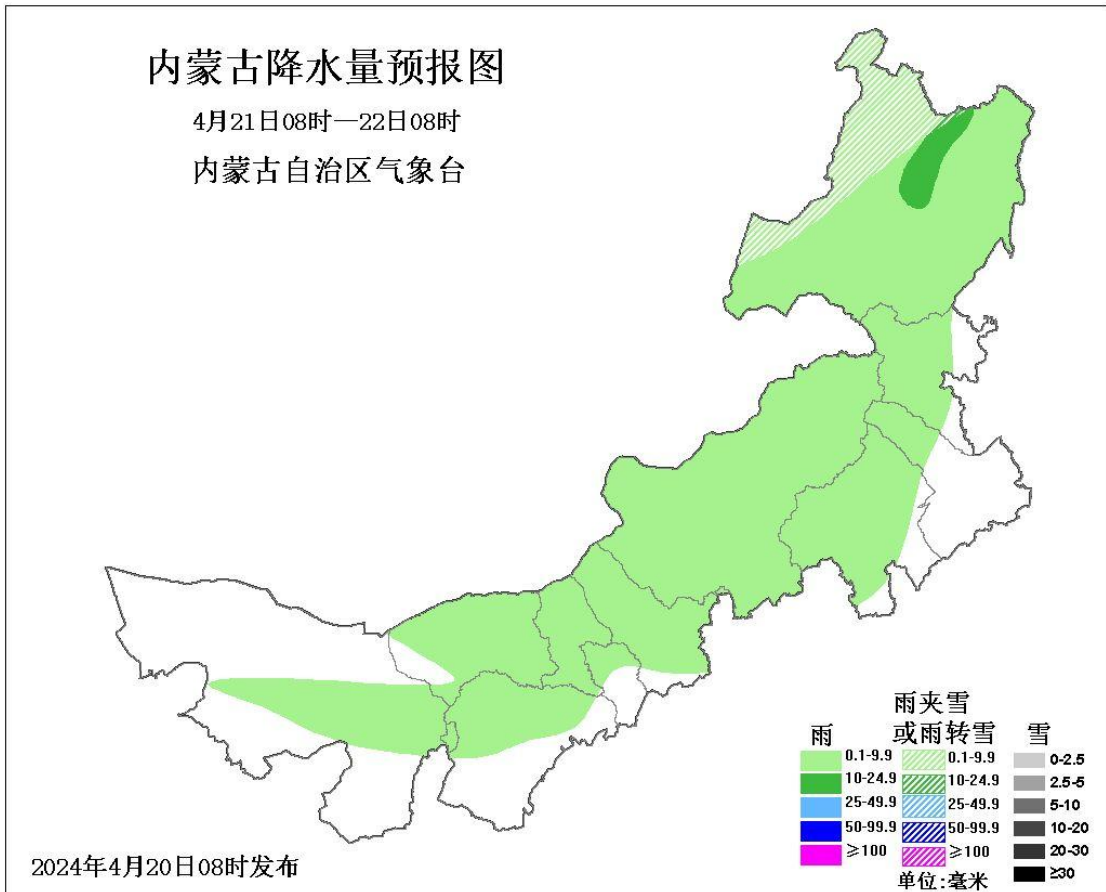 内蒙古降水量预报图
4月21日08时—22日08时
内蒙古自治区气象台
雨
雨夹雪
或雨转雪
雪
0.1-9.9
10-24.9
25-49.9
50-99.9
≥100
0.1-9.9
10-24.9
25-49.9
50-99.9
≥100
0-2.5
2.5-5
5-10
10-20
20-30
≥30
单位:毫米
2024年4月20日08时发布